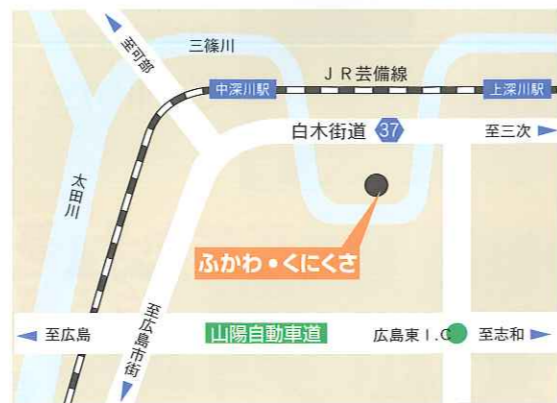 三篠川
至可部
JR芸備線
中深川駅
上深川駅
白木街道 37
至三次
太田川
ふかわ・くにくさ
至広島市街
至広島
山陽自動車道
広島東I.C
至志和